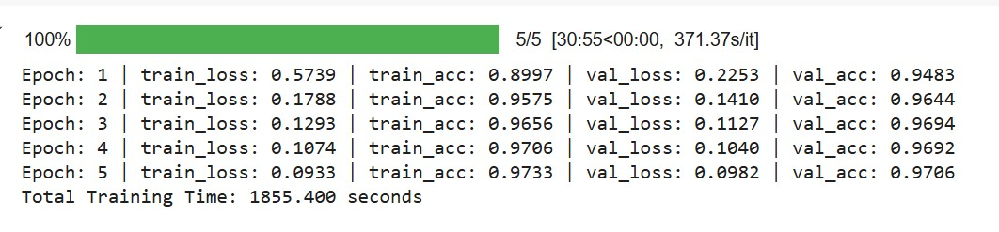 100% 5/5 [30:55<00:00, 371.37s/it]
Epoch: 1 | train_loss: 0.5739 | train_acc: 0.8997 | val_loss: 0.2253 | val_acc: 0.9483
Epoch: 2 | train_loss: 0.1788 | train_acc: 0.9575 | val_loss: 0.1410 | val_acc: 0.9644
Epoch: 3 | train_loss: 0.1293 | train_acc: 0.9656 | val_loss: 0.1127 | val_acc: 0.9694
Epoch: 4 | train_loss: 0.1074 | train_acc: 0.9706 | val_loss: 0.1040 | val_acc: 0.9692
Epoch: 5 | train_loss: 0.0933 | train_acc: 0.9733 | val_loss: 0.0982 | val_acc: 0.9706
Total Training Time: 1855.400 seconds